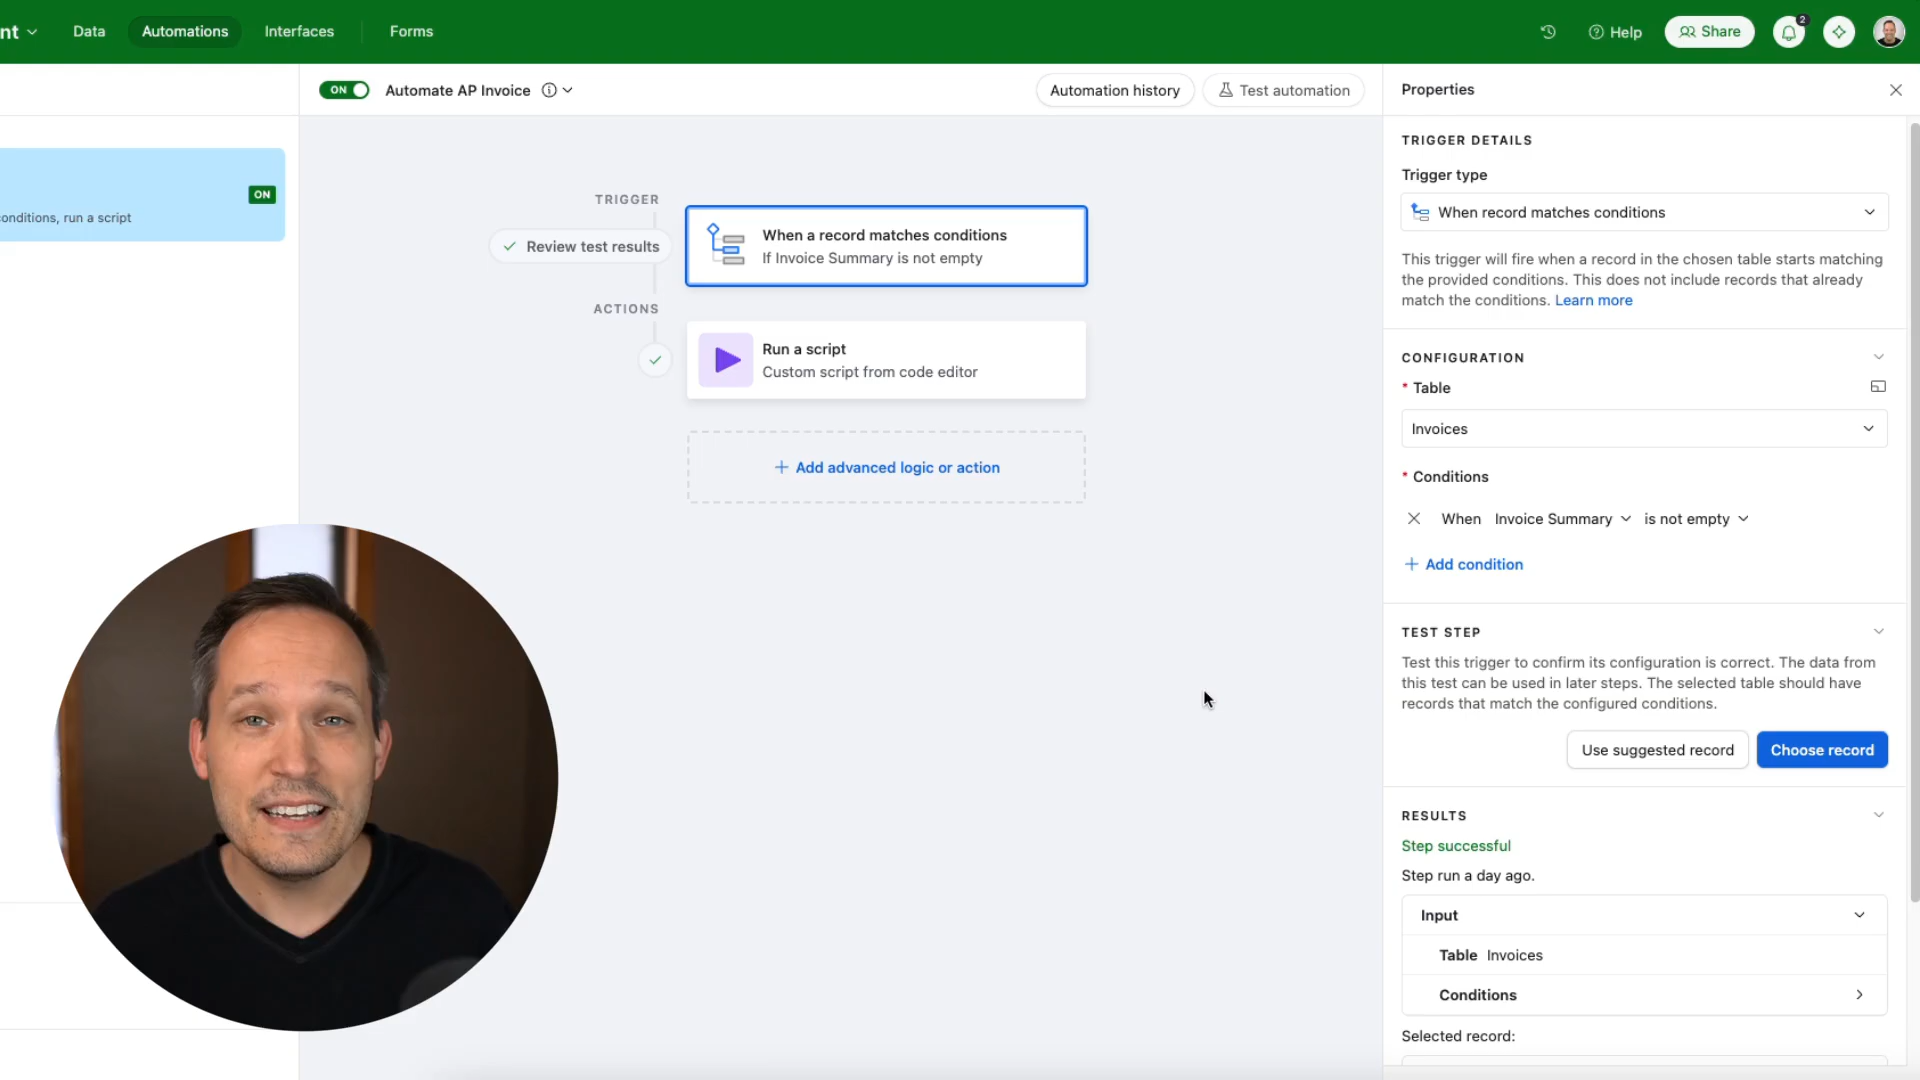 nt
Data
Automations
Interfaces
Forms
Help
Share
2
ON
Automate AP Invoice
Automation history
Test automation
Properties
ON
onditions, run a script
TRIGGER
Review test results
When a record matches conditions
If Invoice Summary is not empty
ACTIONS
Run a script
Custom script from code editor
+ Add advanced logic or action
TRIGGER DETAILS
Trigger type
When record matches conditions
This trigger will fire when a record in the chosen table starts matching
the provided conditions. This does not include records that already
match the conditions. Learn more
CONFIGURATION
* Table
Invoices
* Conditions
When Invoice Summary is not empty
+ Add condition
TEST STEP
Test this trigger to confirm its configuration is correct. The data from
this test can be used in later steps. The selected table should have
records that match the configured conditions.
Use suggested record
Choose record
RESULTS
Step successful
Step run a day ago.
Input
Table Invoices
Conditions
Selected record: